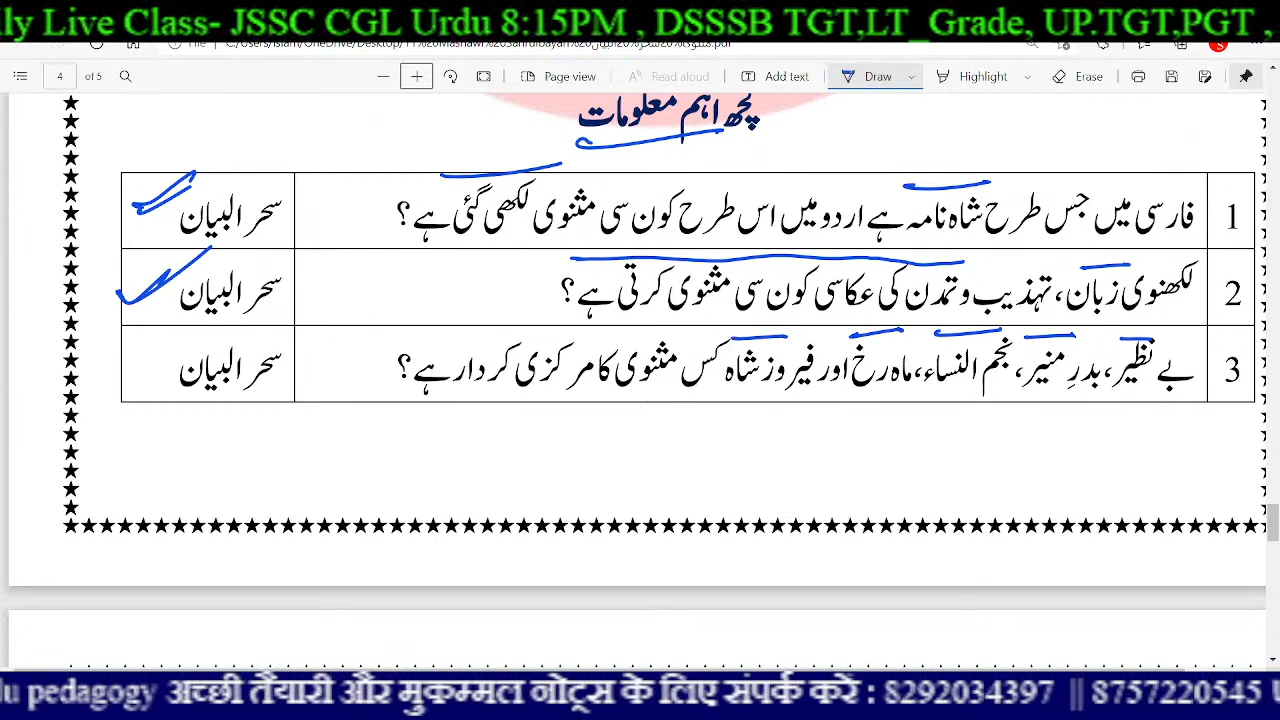 ly Live Class- JSSC CGL Urdu 8:15PM , DSSSB TGT,LT_Grade, UP.TGT,PGT ,
4 of 5 Page view Read aloud Add text Draw Highlight Erase
کچھ اہم معلومات
1 فارسی میں جس طرح شاہ نامہ ہے اردو میں اس طرح کون سی مثنوی لکھی گئی ہے؟ سحر البیان
2 لکھنوی زبان، تہذیب و تمدن کی عکاسی کون سی مثنوی کرتی ہے؟ سحر البیان
3 بے نظیر، بدرِ منیر، نجم النساء، ماہ رخ اور فیروز شاہ کس مثنوی کا مرکزی کردار ہے؟ سحر البیان
du pedagogy अच्छी तैयारी और मुकम्मल नोट्स के लिए संपर्क करे : 8292034397 || 8757220545 U